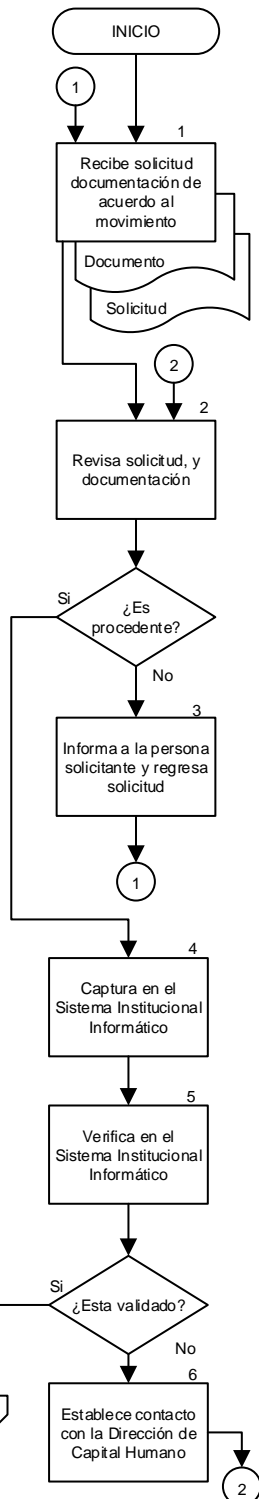 INICIO
1
1
Recibe solicitud
documentación de
acuerdo al
movimiento
Documento
Solicitud
2
2
Revisa solicitud, y
documentación
Si
¿Es
procedente?
No
3
Informa a la persona
solicitante y regresa
solicitud
1
4
Captura en el
Sistema Institucional
Informático
5
Verifica en el
Sistema Institucional
Informático
Si
¿Esta validado?
No
6
Establece contacto
con la Dirección de
Capital Humano
2